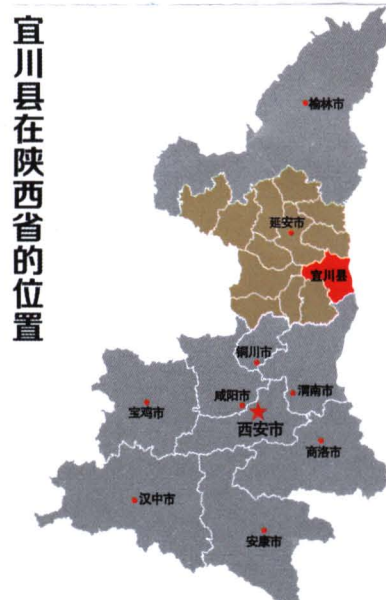 宜川县在陕西省的位置
榆林市
延安市
宜川县
铜川市
咸阳市
渭南市
宝鸡市
西安市
商洛市
汉中市
安康市